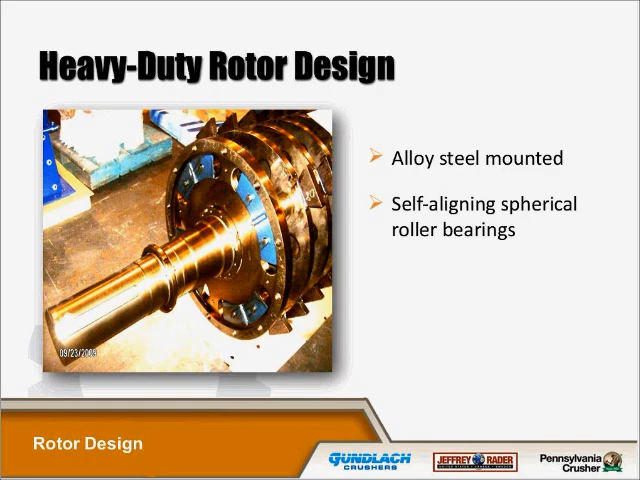 Heavy-Duty Rotor Design
Alloy steel mounted
Self-aligning spherical
roller bearings
09/23/2009
Rotor Design
GUNDLACH
CRUSHERS
JEFFREY RADER
Pennsylvania
Crusher